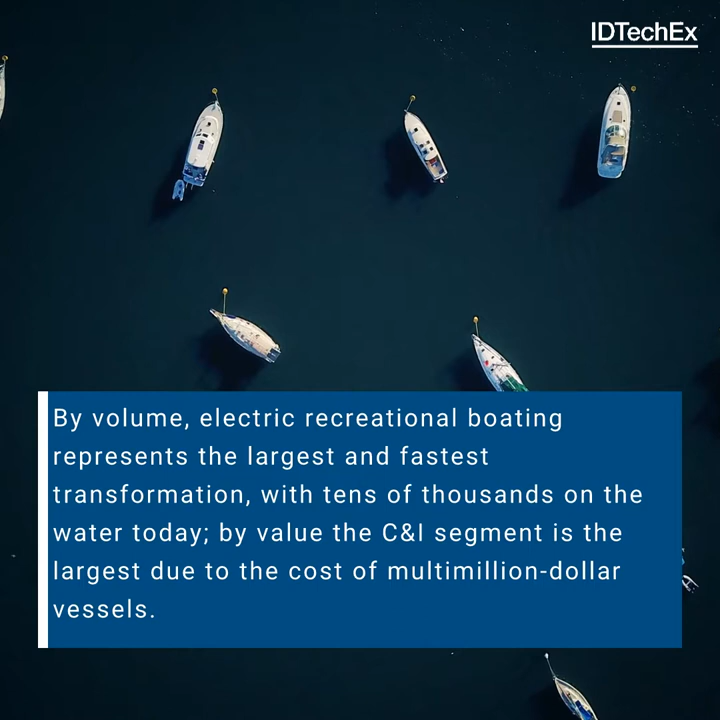 IDTechEx
By volume, electric recreational boating
represents the largest and fastest
transformation, with tens of thousands on the
water today; by value the C&I segment is the
largest due to the cost of multimillion-dollar
vessels.